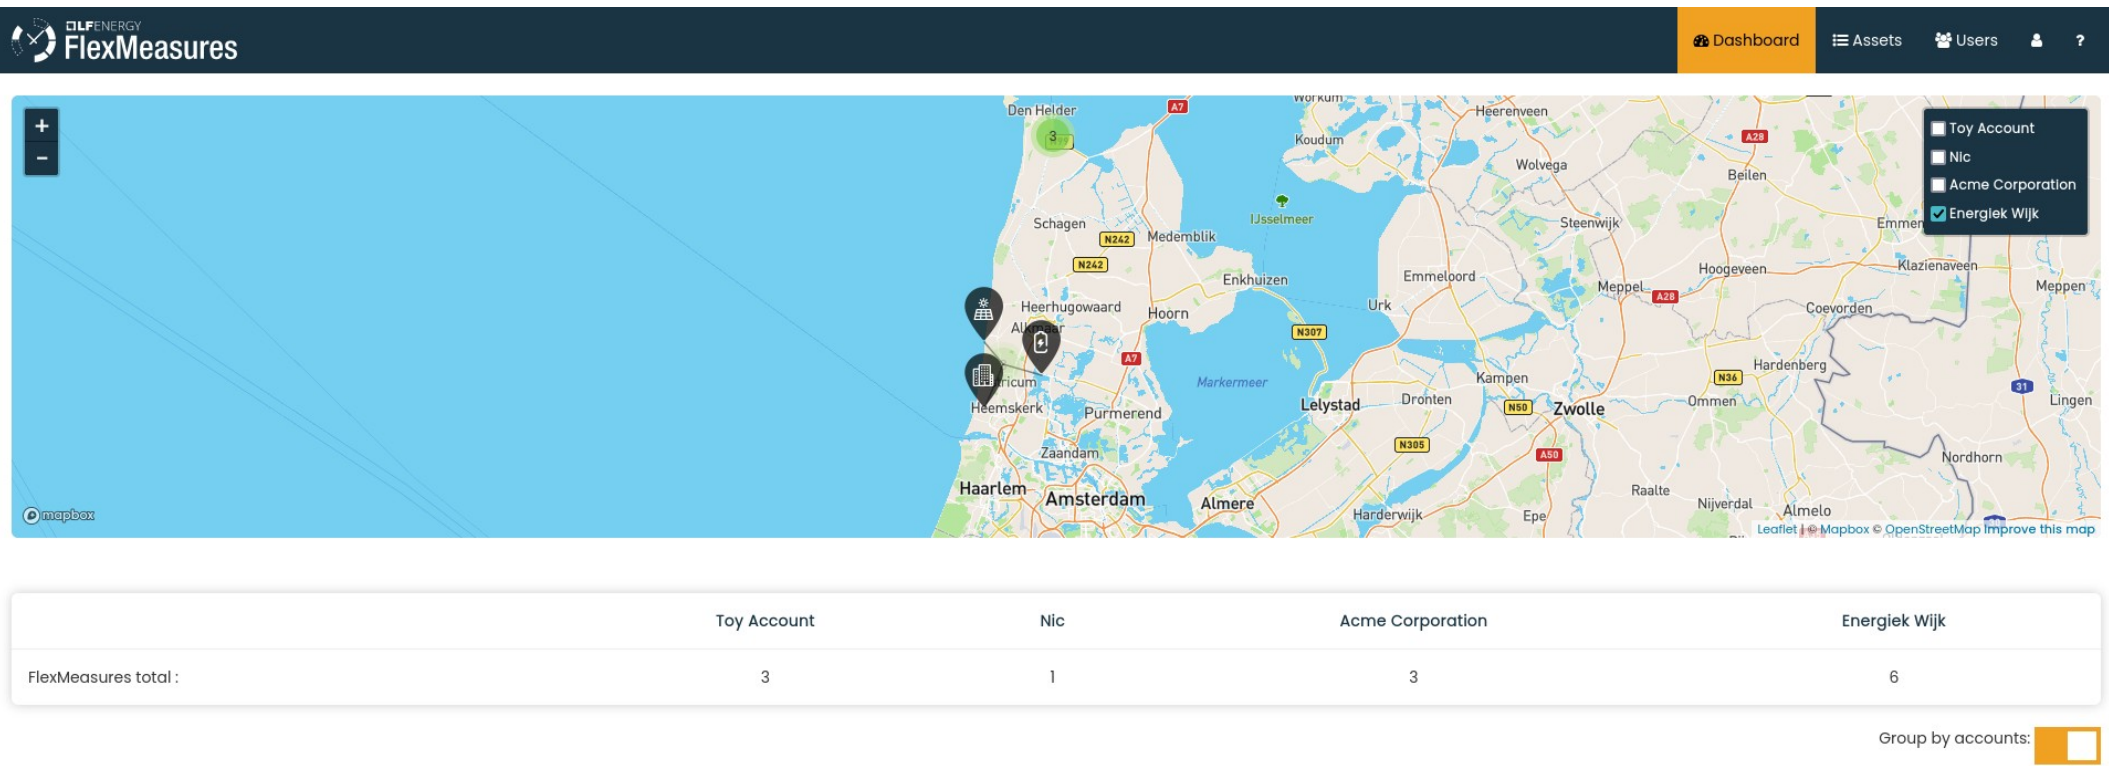 LFENERGY
FlexMeasures
Dashboard
Assets
Users
?
+
−
Toy Account
Nic
Acme Corporation
Energiek Wijk
Den Helder
A7
Workum
Heerenveen
3
A28
Koudum
Wolvega
Beilen
IJsselmeer
Schagen
Steenwijk
Emmen
N242
Medemblik
N242
Enkhuizen
Emmeloord
Hoogeveen
Klazienaveen
Meppel
A28
Meppen
Heerhugowaard
Hoorn
Urk
Coevorden
Alkmaar
N307
A7
Hardenberg
ricum
Markermeer
Kampen
N36
31
Heemskerk
Purmerend
Lelystad
Dronten
N50
Zwolle
Ommen
Lingen
N305
Zaandam
A50
Nordhorn
Haarlem
Amsterdam
Almere
Harderwijk
Epe
Raalte
Nijverdal
Almelo
mapbox
Leaflet | © Mapbox © OpenStreetMap Improve this map
Toy Account Nic Acme Corporation Energiek Wijk
FlexMeasures total : 3 1 3 6
Group by accounts: